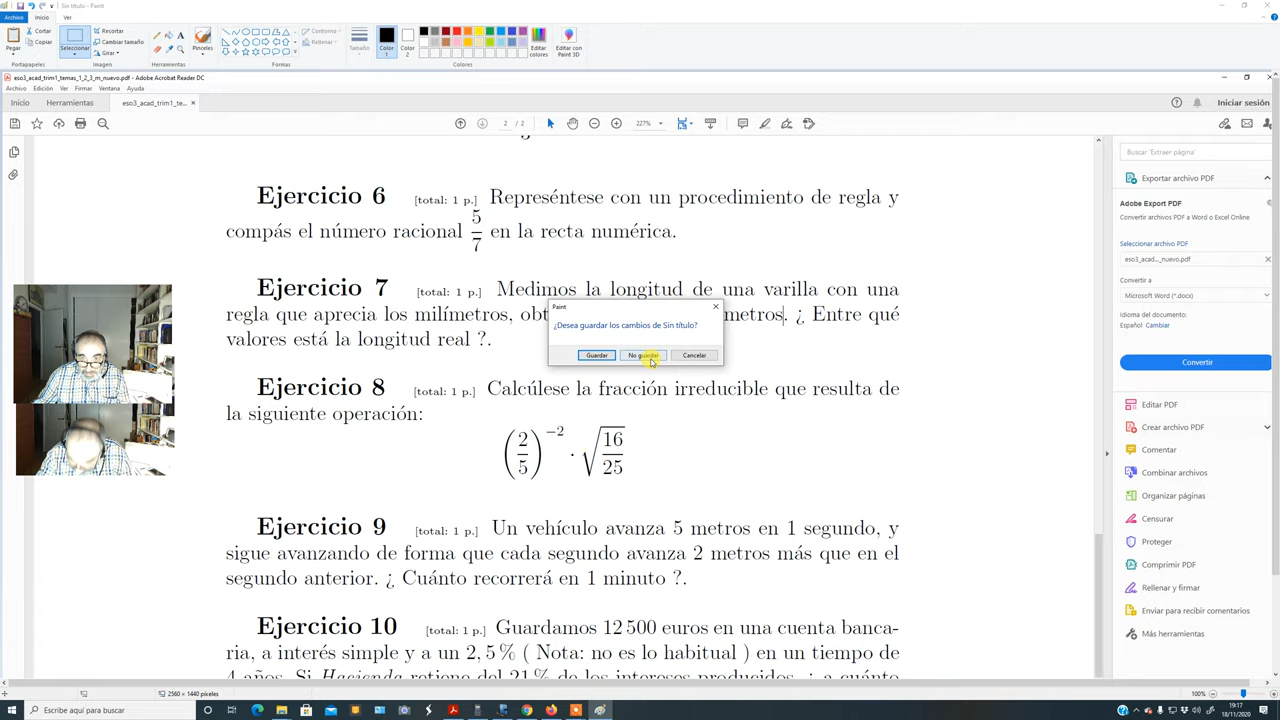 Sin título - Paint
Archivo Inicio Ver
Pegar
Cortar
Copiar
Portapapeles
Seleccionar
Recortar
Cambiar tamaño
Girar
Imagen
Herramientas
Pinceles
Contorno
Rellenar
Formas
Tamaño
Color 1
Color 2
Colores
Editar colores
Editar con Paint 3D
eso3_acad_trim1_temas_1_2_3_m_nuevo.pdf - Adobe Acrobat Reader DC
Archivo Edición Ver Firmar Ventana Ayuda
Inicio Herramientas eso3_acad_trim1_te... × Iniciar sesión
2 / 2 227%
Ejercicio 6 [total: 1 p.] Represéntese con un procedimiento de regla y
compás el número racional 5/7 en la recta numérica.
Ejercicio 7 [total: 1 p.] Medimos la longitud de una varilla con una
regla que aprecia los milímetros, obt
metros. ¿ Entre qué
valores está la longitud real ?.
Paint
¿Desea guardar los cambios de Sin título?
Guardar No guardar Cancelar
Ejercicio 8 [total: 1 p.] Calcúlese la fracción irreducible que resulta de
la siguiente operación:
(2/5)^−2 · √(16/25)
Ejercicio 9 [total: 1 p.] Un vehículo avanza 5 metros en 1 segundo, y
sigue avanzando de forma que cada segundo avanza 2 metros más que en el
segundo anterior. ¿ Cuánto recorrerá en 1 minuto ?.
Ejercicio 10 [total: 1 p.] Guardamos 12 500 euros en una cuenta banca-
ria, a interés simple y a un 2, 5 % ( Nota: no es lo habitual ) en un tiempo de
4 años. Si Hacienda retiene del 21 % de los intereses producidos, ¿ a cuánto
Buscar 'Extraer página'
Exportar archivo PDF
Adobe Export PDF
Convertir archivos PDF a Word o Excel Online
Seleccionar archivo PDF
eso3_acad..._nuevo.pdf ×
Convertir a
Microsoft Word (*.docx)
Idioma del documento:
Español Cambiar
Convertir
Editar PDF
Crear archivo PDF
Comentar
Combinar archivos
Organizar páginas
Censurar
Proteger
Comprimir PDF
Rellenar y firmar
Enviar para recibir comentarios
Más herramientas
2560 × 1440 píxeles 100%
Escribe aquí para buscar
19:17
18/11/2020